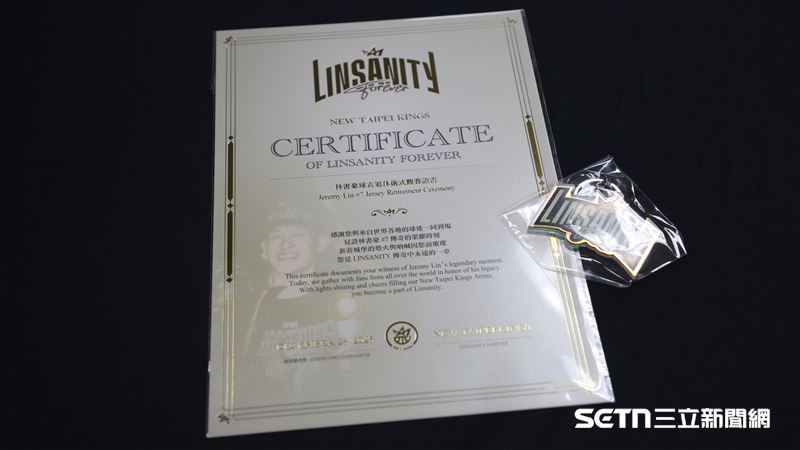 LINSANITY
Forever
NEW TAIPEI KINGS
CERTIFICATE
OF LINSANITY FOREVER
林書豪球衣退休儀式觀賽證書
Jeremy Lin #7 Jersey Retirement Ceremony
感謝您與來自世界各地的球迷一同到場
見證林書豪 #7 傳奇的榮耀時刻
新莊城堡的燈火與吶喊因您而璀璨
您是 LINSANITY 傳奇中永遠的一章
This certificate documents your witness of Jeremy Lin's legendary moment.
Today, we gather with fans from all over the world in honor of his legacy.
With lights shining and cheers filling our New Taipei Kings Arena,
you become a part of Linsanity.
DECEMBER 28 2025
NEW TAIPEI KINGS
LINSANITY FOREVER
LINSANITY
SETN三立新聞網